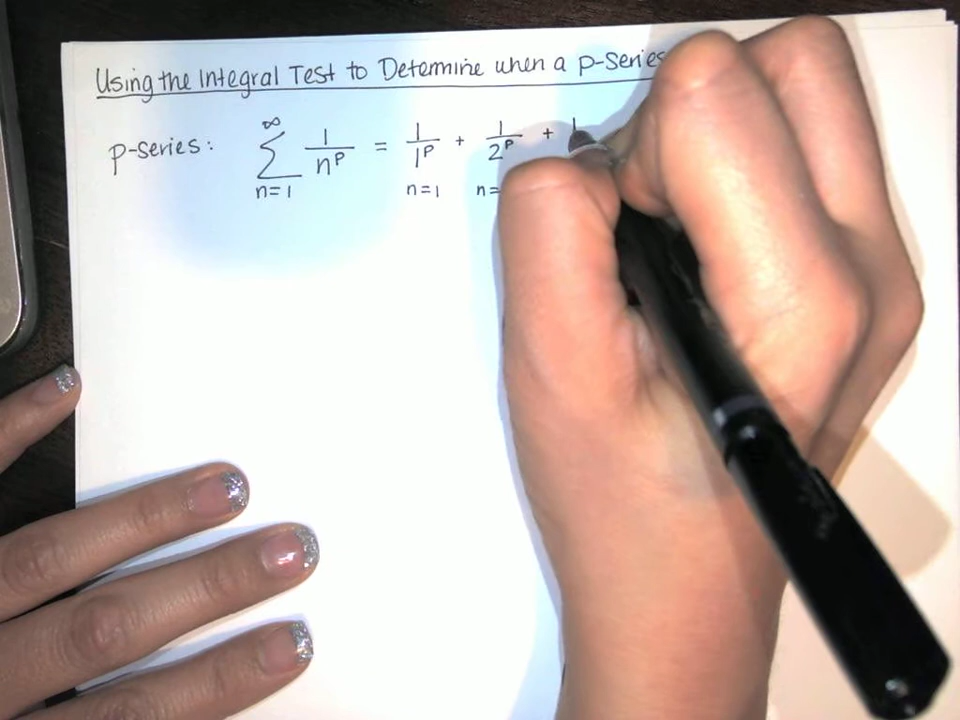 Using the Integral Test to Determine when a p-Series
p-series: ∞ ∑ n=1 1/n^p = 1/1^p + 1/2^p + 1
n=1 n=